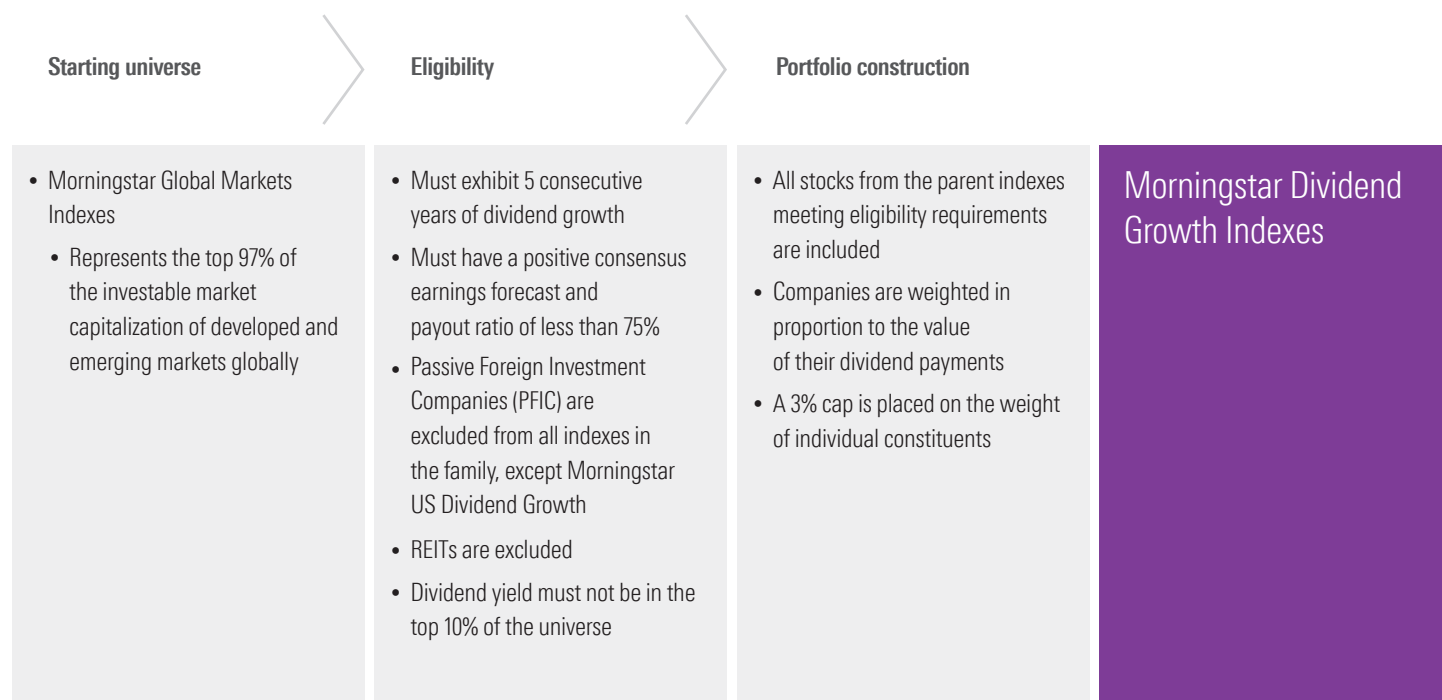 Starting universe
Eligibility
Portfolio construction
• Morningstar Global Markets
Indexes
• Represents the top 97% of
the investable market
capitalization of developed and
emerging markets globally
• Must exhibit 5 consecutive
years of dividend growth
• Must have a positive consensus
earnings forecast and
payout ratio of less than 75%
• Passive Foreign Investment
Companies (PFIC) are
excluded from all indexes in
the family, except Morningstar
US Dividend Growth
• REITs are excluded
• Dividend yield must not be in the
top 10% of the universe
• All stocks from the parent indexes
meeting eligibility requirements
are included
• Companies are weighted in
proportion to the value
of their dividend payments
• A 3% cap is placed on the weight
of individual constituents
Morningstar Dividend
Growth Indexes